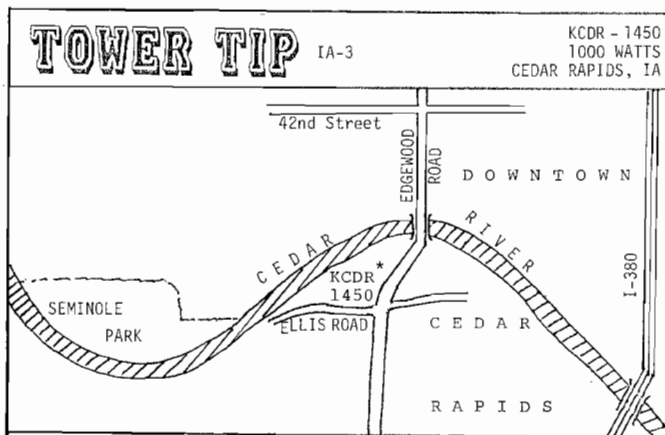 TOWER TIP IA-3
KCDR - 1450
1000 WATTS
CEDAR RAPIDS, IA
42nd Street
EDGEWOOD ROAD
DOWNTOWN
CEDAR RIVER
I-380
KCDR *
1450
SEMINOLE
PARK
ELLIS ROAD
CEDAR
RAPIDS